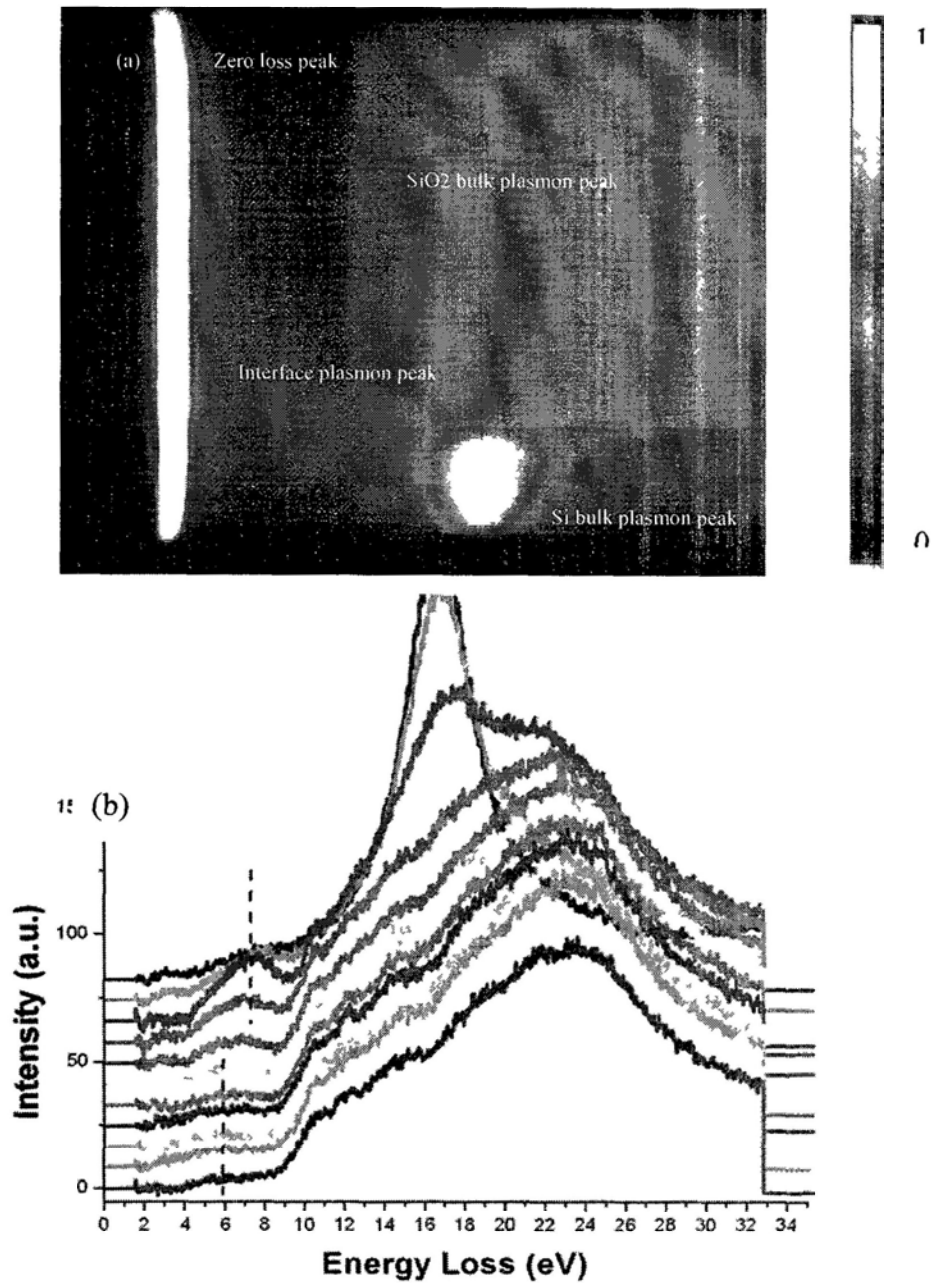 (a) Zero loss peak
1
SiO2 bulk plasmon peak
Interface plasmon peak
Si bulk plasmon peak
0
(b)
100
50
0
Intensity (a.u.)
0 2 4 6 8 10 12 14 16 18 20 22 24 26 28 30 32 34
Energy Loss (eV)